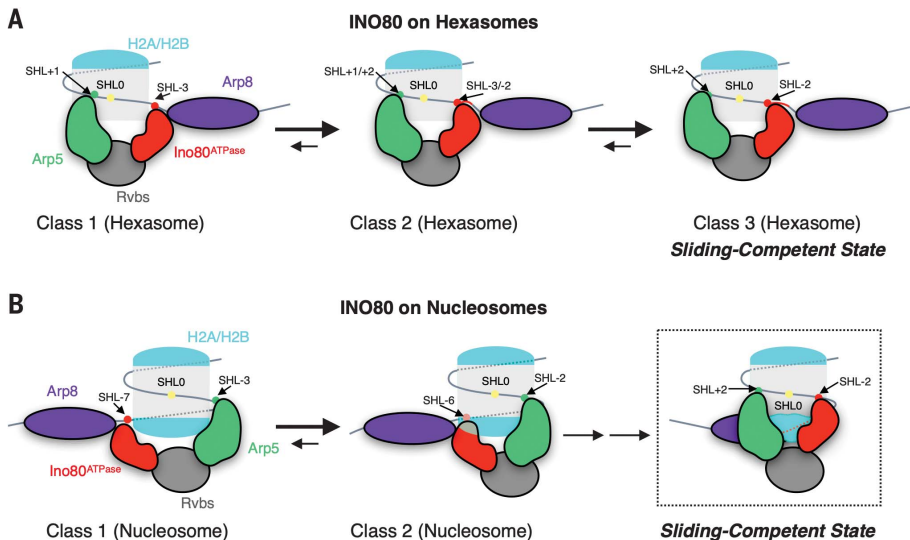 A
INO80 on Hexasomes
H2A/H2B
SHL+1
SHL0
SHL-3
Arp8
Arp5
Ino80ATPase
Rvbs
Class 1 (Hexasome)
SHL+1/+2
SHL0
SHL-3/-2
Class 2 (Hexasome)
SHL+2
SHL0
SHL-2
Class 3 (Hexasome)
Sliding-Competent State
B
INO80 on Nucleosomes
H2A/H2B
Arp8
SHL-7
SHL0
SHL-3
Ino80ATPase
Arp5
Rvbs
Class 1 (Nucleosome)
SHL-6
SHL0
SHL-2
Class 2 (Nucleosome)
SHL+2
SHL-2
SHL0
Sliding-Competent State